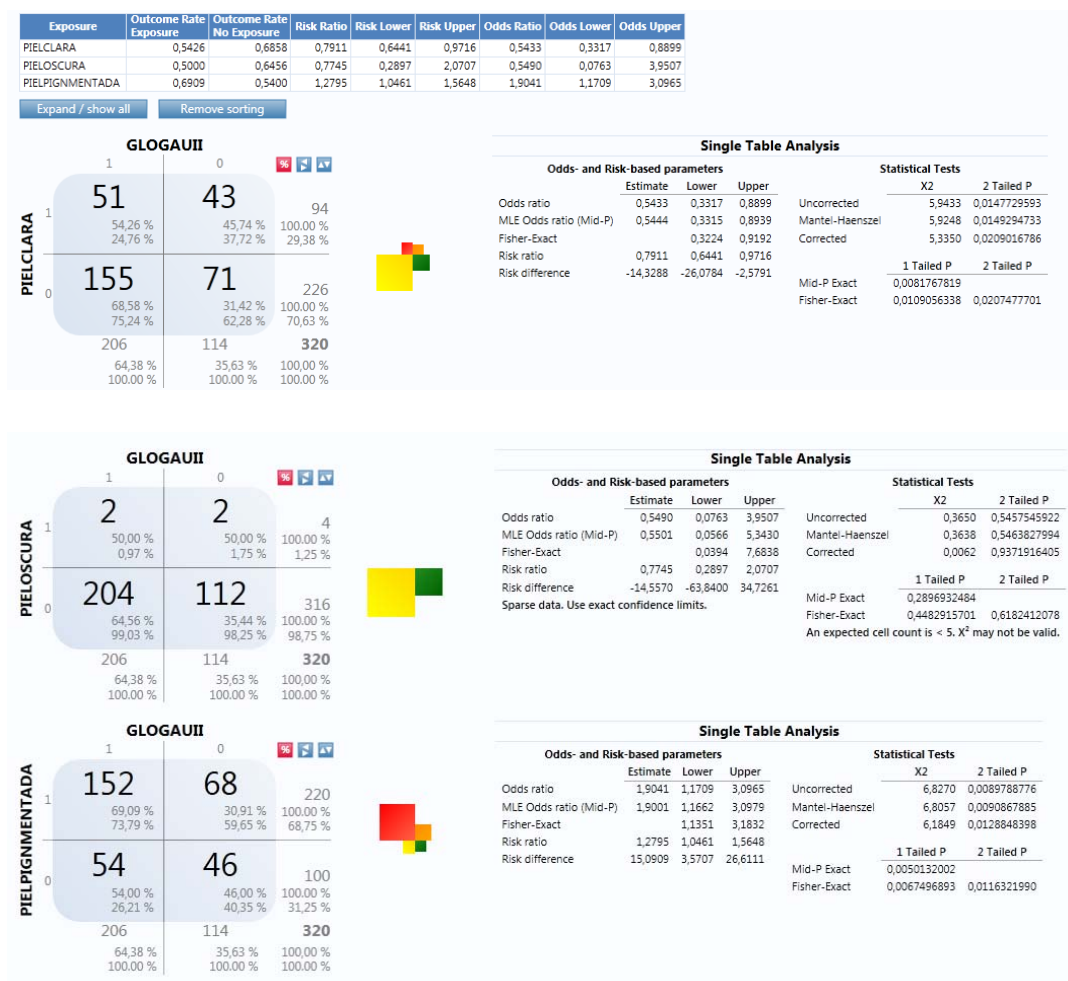 Exposure Outcome Rate Exposure Outcome Rate No Exposure Risk Ratio Risk Lower Risk Upper Odds Ratio Odds Lower Odds Upper
PIELCLARA 0,5426 0,6858 0,7911 0,6441 0,9716 0,5433 0,3317 0,8899
PIELOSCURA 0,5000 0,6456 0,7745 0,2897 2,0707 0,5490 0,0763 3,9507
PIELPIGNMENTADA 0,6909 0,5400 1,2795 1,0461 1,5648 1,9041 1,1709 3,0965
Expand / show all Remove sorting
GLOGAUII
1 0 %
PIELCLARA
1 51 43 94
54,26 % 45,74 % 100.00 %
24,76 % 37,72 % 29,38 %
0 155 71 226
68,58 % 31,42 % 100.00 %
75,24 % 62,28 % 70,63 %
206 114 320
64,38 % 35,63 % 100,00 %
100.00 % 100.00 % 100.00 %
Single Table Analysis
Odds- and Risk-based parameters
Estimate Lower Upper
Odds ratio 0,5433 0,3317 0,8899
MLE Odds ratio (Mid-P) 0,5444 0,3315 0,8939
Fisher-Exact 0,3224 0,9192
Risk ratio 0,7911 0,6441 0,9716
Risk difference -14,3288 -26,0784 -2,5791
Statistical Tests
X2 2 Tailed P
Uncorrected 5,9433 0,0147729593
Mantel-Haenszel 5,9248 0,0149294733
Corrected 5,3350 0,0209016786
1 Tailed P 2 Tailed P
Mid-P Exact 0,0081767819
Fisher-Exact 0,0109056338 0,0207477701
GLOGAUII
1 0 %
PIELOSCURA
1 2 2 4
50,00 % 50,00 % 100.00 %
0,97 % 1,75 % 1,25 %
0 204 112 316
64,56 % 35,44 % 100.00 %
99,03 % 98,25 % 98,75 %
206 114 320
64,38 % 35,63 % 100,00 %
100.00 % 100.00 % 100.00 %
Single Table Analysis
Odds- and Risk-based parameters
Estimate Lower Upper
Odds ratio 0,5490 0,0763 3,9507
MLE Odds ratio (Mid-P) 0,5501 0,0566 5,3430
Fisher-Exact 0,0394 7,6838
Risk ratio 0,7745 0,2897 2,0707
Risk difference -14,5570 -63,8400 34,7261
Sparse data. Use exact confidence limits.
Statistical Tests
X2 2 Tailed P
Uncorrected 0,3650 0,5457545922
Mantel-Haenszel 0,3638 0,5463827994
Corrected 0,0062 0,9371916405
1 Tailed P 2 Tailed P
Mid-P Exact 0,2896932484
Fisher-Exact 0,4482915701 0,6182412078
An expected cell count is < 5. X² may not be valid.
GLOGAUII
1 0 %
PIELPIGNMENTADA
1 152 68 220
69,09 % 30,91 % 100.00 %
73,79 % 59,65 % 68,75 %
0 54 46 100
54,00 % 46,00 % 100.00 %
26,21 % 40,35 % 31,25 %
206 114 320
64,38 % 35,63 % 100,00 %
100.00 % 100.00 % 100.00 %
Single Table Analysis
Odds- and Risk-based parameters
Estimate Lower Upper
Odds ratio 1,9041 1,1709 3,0965
MLE Odds ratio (Mid-P) 1,9001 1,1662 3,0979
Fisher-Exact 1,1351 3,1832
Risk ratio 1,2795 1,0461 1,5648
Risk difference 15,0909 3,5707 26,6111
Statistical Tests
X2 2 Tailed P
Uncorrected 6,8270 0,0089788776
Mantel-Haenszel 6,8057 0,0090867885
Corrected 6,1849 0,0128848398
1 Tailed P 2 Tailed P
Mid-P Exact 0,0050132002
Fisher-Exact 0,0067496893 0,0116321990